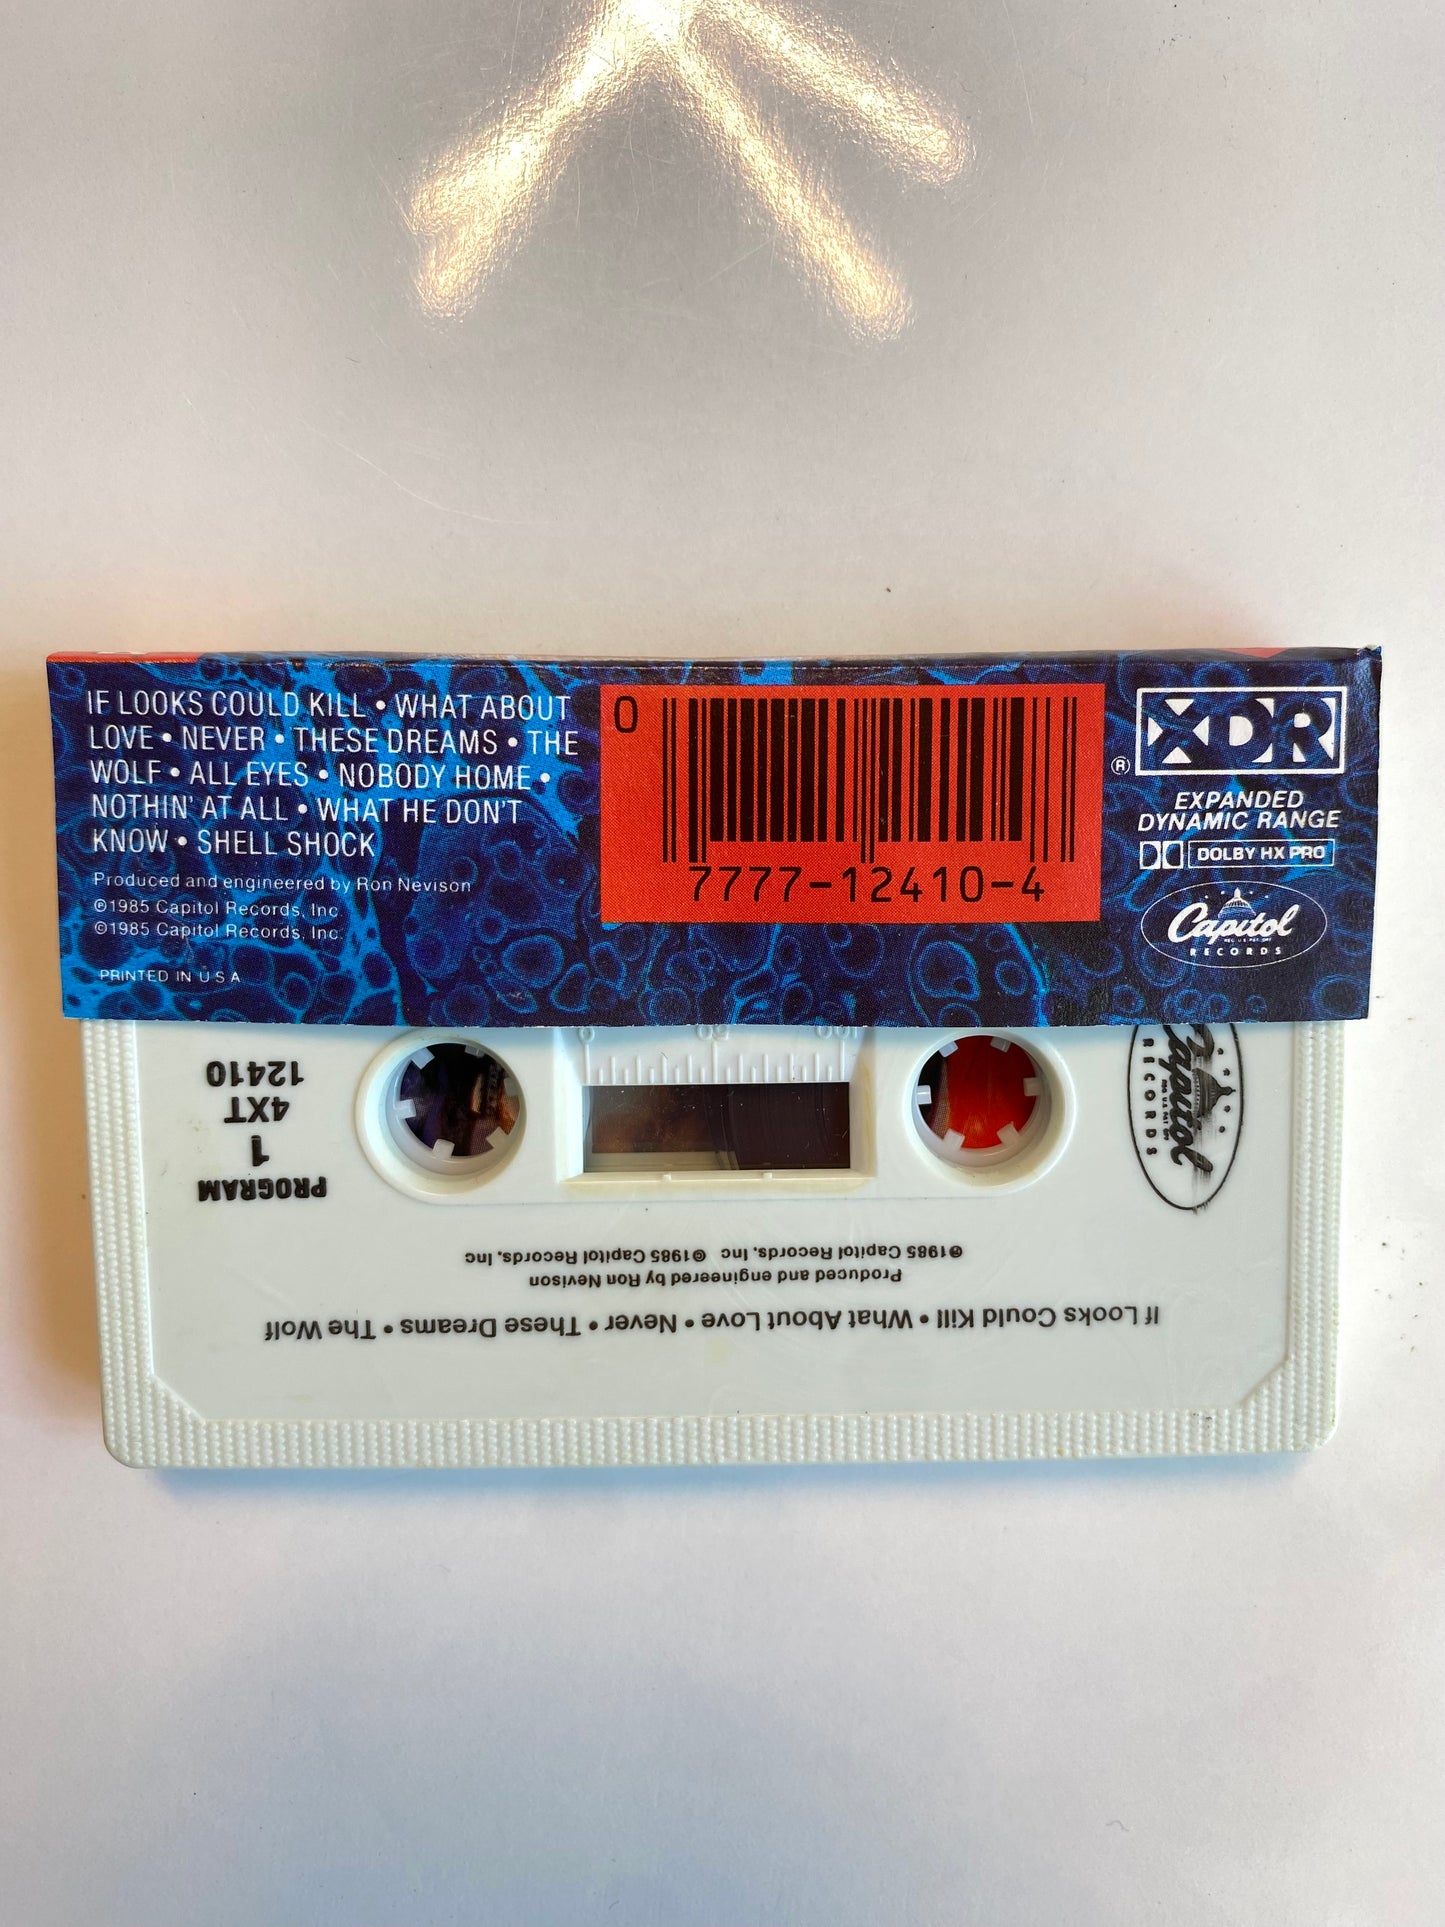 IF LOOKS COULD KILL • WHAT ABOUT
LOVE • NEVER • THESE DREAMS • THE
WOLF • ALL EYES • NOBODY HOME •
NOTHIN' AT ALL • WHAT HE DON'T
KNOW • SHELL SHOCK
Produced and engineered by Ron Nevison
℗1985 Capitol Records, Inc.
©1985 Capitol Records, Inc.
PRINTED IN U S A
0
7777-12410-4
XDR
®
EXPANDED
DYNAMIC RANGE
DOLBY HX PRO
Capitol
RECORDS
If Looks Could Kill • What About Love • Never • These Dreams • The Wolf
Produced and engineered by Ron Nevison
℗1985 Capitol Records, Inc. ©1985 Capitol Records, Inc
PROGRAM
1
4XT
12410
Capitol
REG. U.S. PAT. OFF
RECORDS